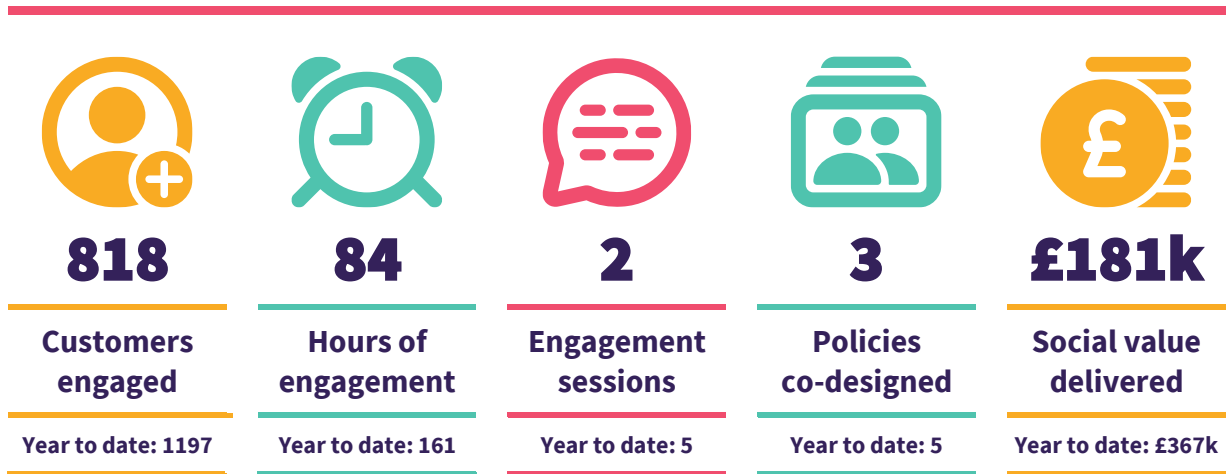 818
Customers
engaged
Year to date: 1197
84
Hours of
engagement
Year to date: 161
2
Engagement
sessions
Year to date: 5
3
Policies
co-designed
Year to date: 5
£
£181k
Social value
delivered
Year to date: £367k